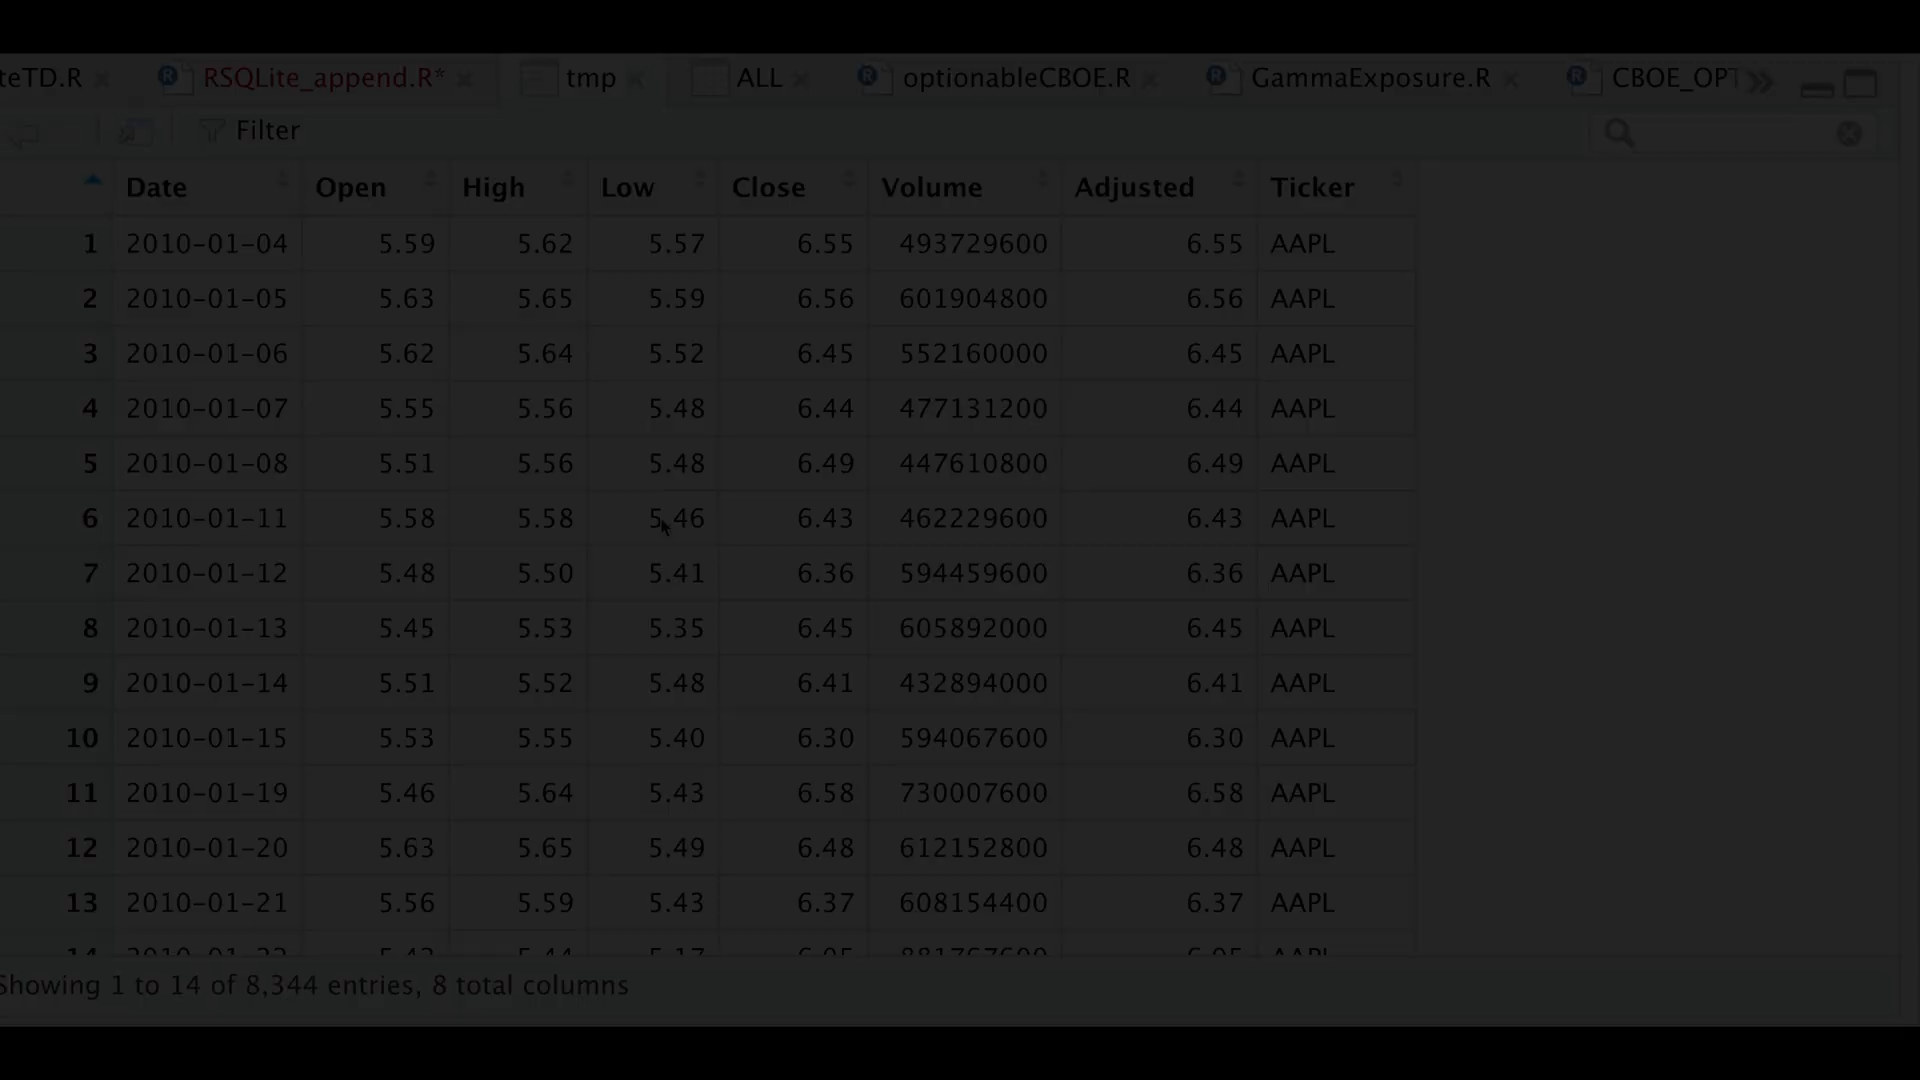 teTD.R RSQLite_append.R* tmp ALL optionableCBOE.R GammaExposure.R CBOE_OPT
Filter
Date Open High Low Close Volume Adjusted Ticker
1 2010-01-04 5.59 5.62 5.57 6.55 493729600 6.55 AAPL
2 2010-01-05 5.63 5.65 5.59 6.56 601904800 6.56 AAPL
3 2010-01-06 5.62 5.64 5.52 6.45 552160000 6.45 AAPL
4 2010-01-07 5.55 5.56 5.48 6.44 477131200 6.44 AAPL
5 2010-01-08 5.51 5.56 5.48 6.49 447610800 6.49 AAPL
6 2010-01-11 5.58 5.58 5.46 6.43 462229600 6.43 AAPL
7 2010-01-12 5.48 5.50 5.41 6.36 594459600 6.36 AAPL
8 2010-01-13 5.45 5.53 5.35 6.45 605892000 6.45 AAPL
9 2010-01-14 5.51 5.52 5.48 6.41 432894000 6.41 AAPL
10 2010-01-15 5.53 5.55 5.40 6.30 594067600 6.30 AAPL
11 2010-01-19 5.46 5.64 5.43 6.58 730007600 6.58 AAPL
12 2010-01-20 5.63 5.65 5.49 6.48 612152800 6.48 AAPL
13 2010-01-21 5.56 5.59 5.43 6.37 608154400 6.37 AAPL
Showing 1 to 14 of 8,344 entries, 8 total columns